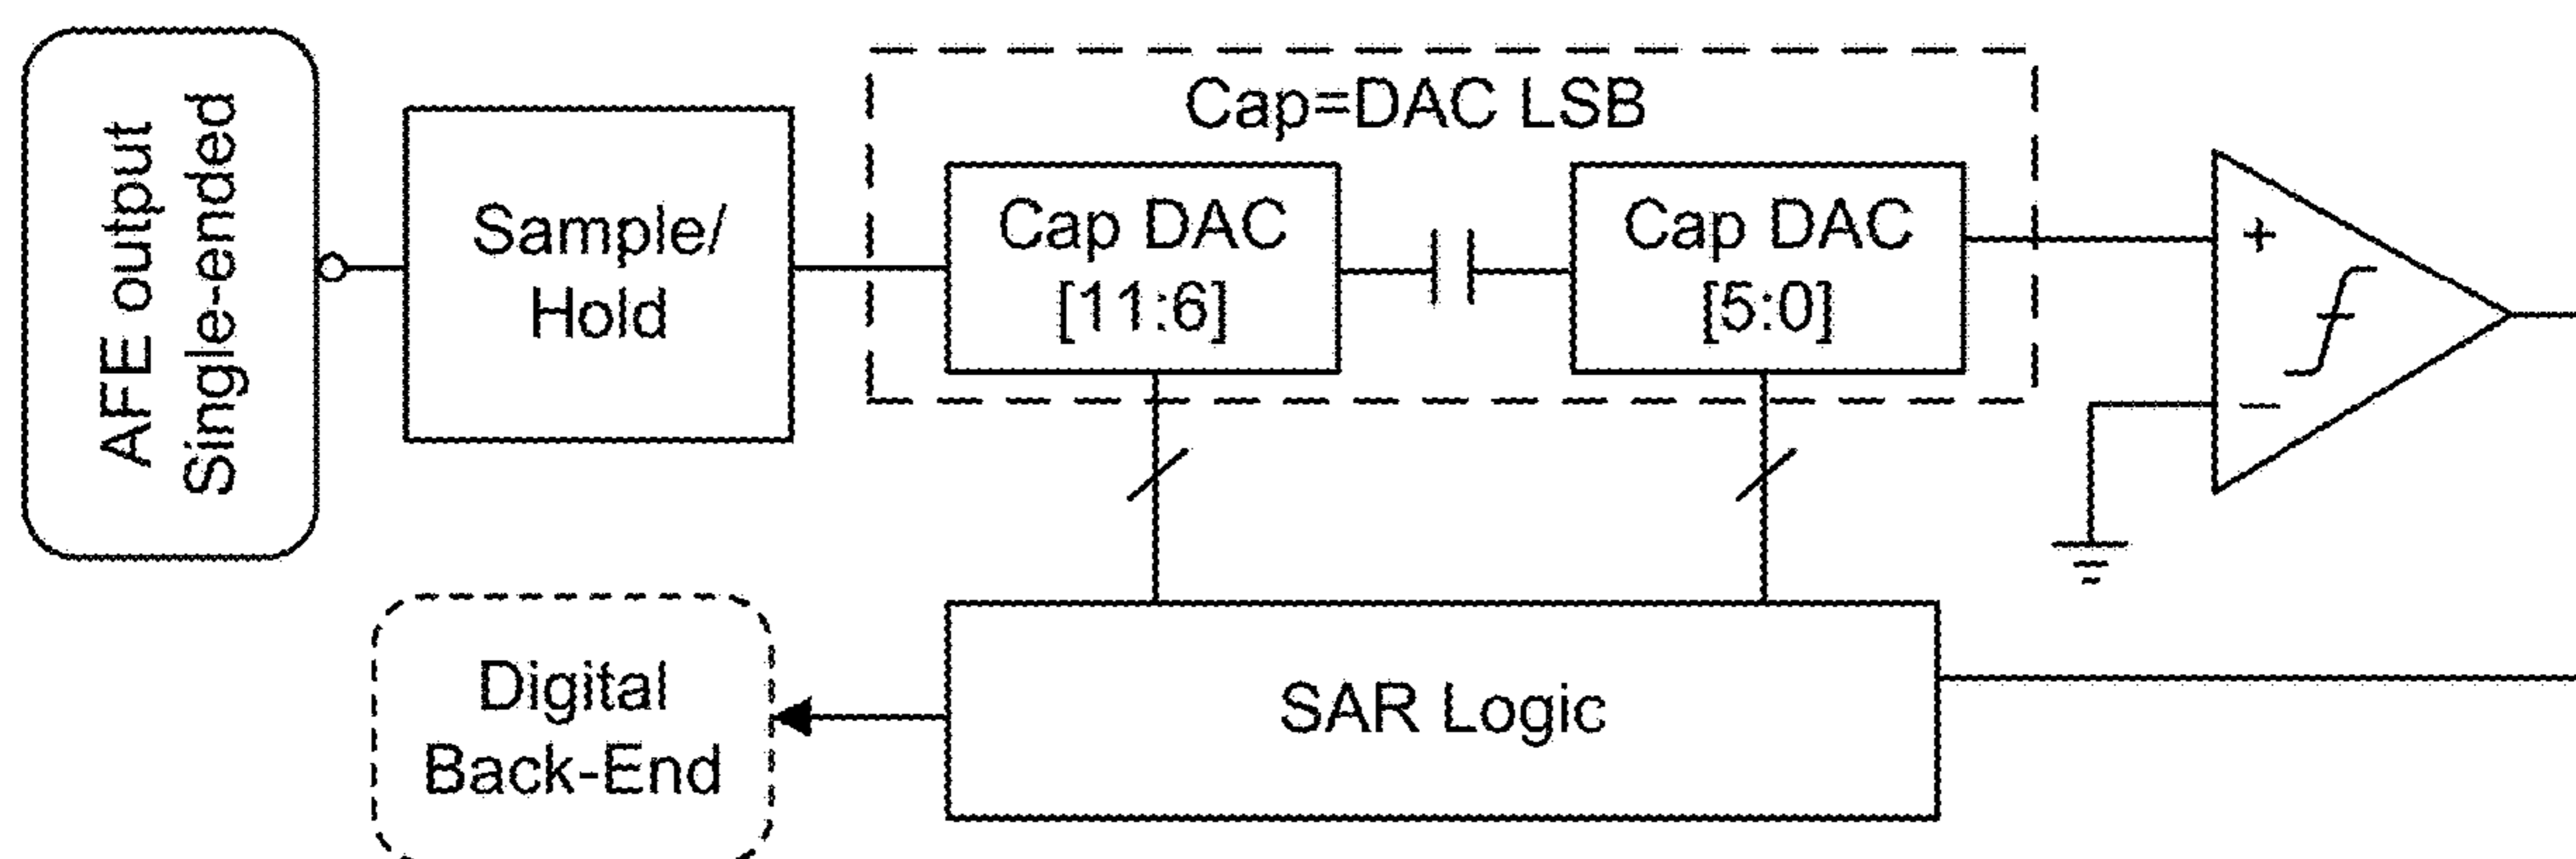 AFE output
Single-ended
Sample/
Hold
Cap=DAC LSB
Cap DAC
[11:6]
Cap DAC
[5:0]
+
−
SAR Logic
Digital
Back-End